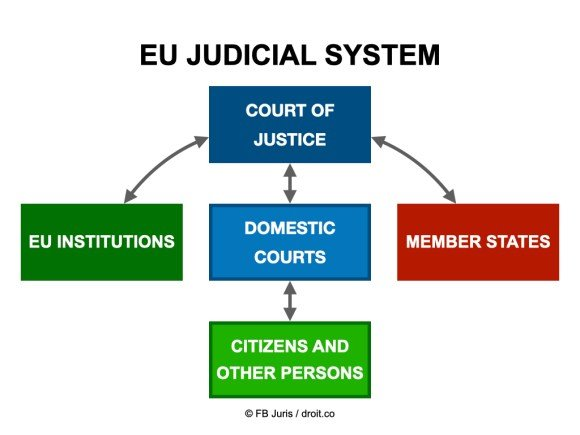 EU JUDICIAL SYSTEM
COURT OF
JUSTICE
EU INSTITUTIONS
DOMESTIC
COURTS
MEMBER STATES
CITIZENS AND
OTHER PERSONS
© FB Juris / droit.co